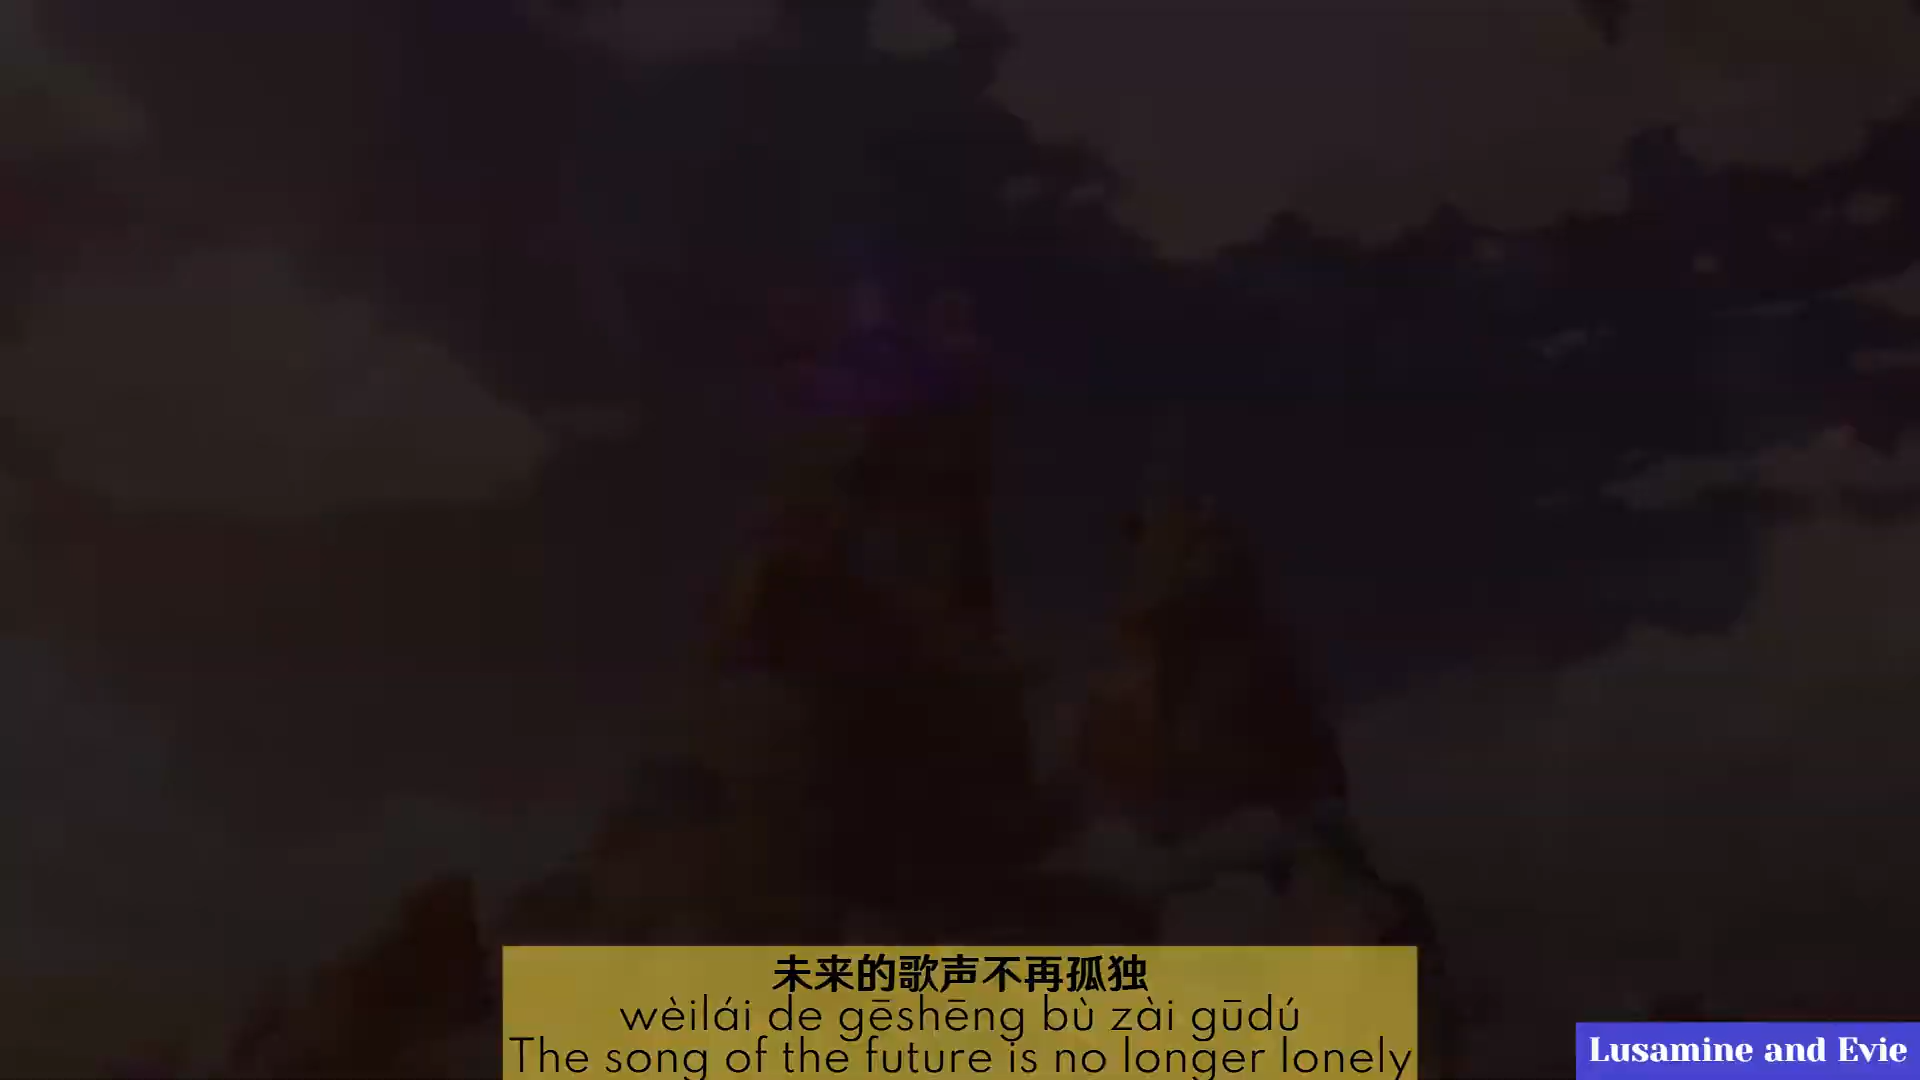 未来的歌声不再孤独
wèilái de gēshēng bù zài gūdú
The song of the future is no longer lonely
Lusamine and Evie